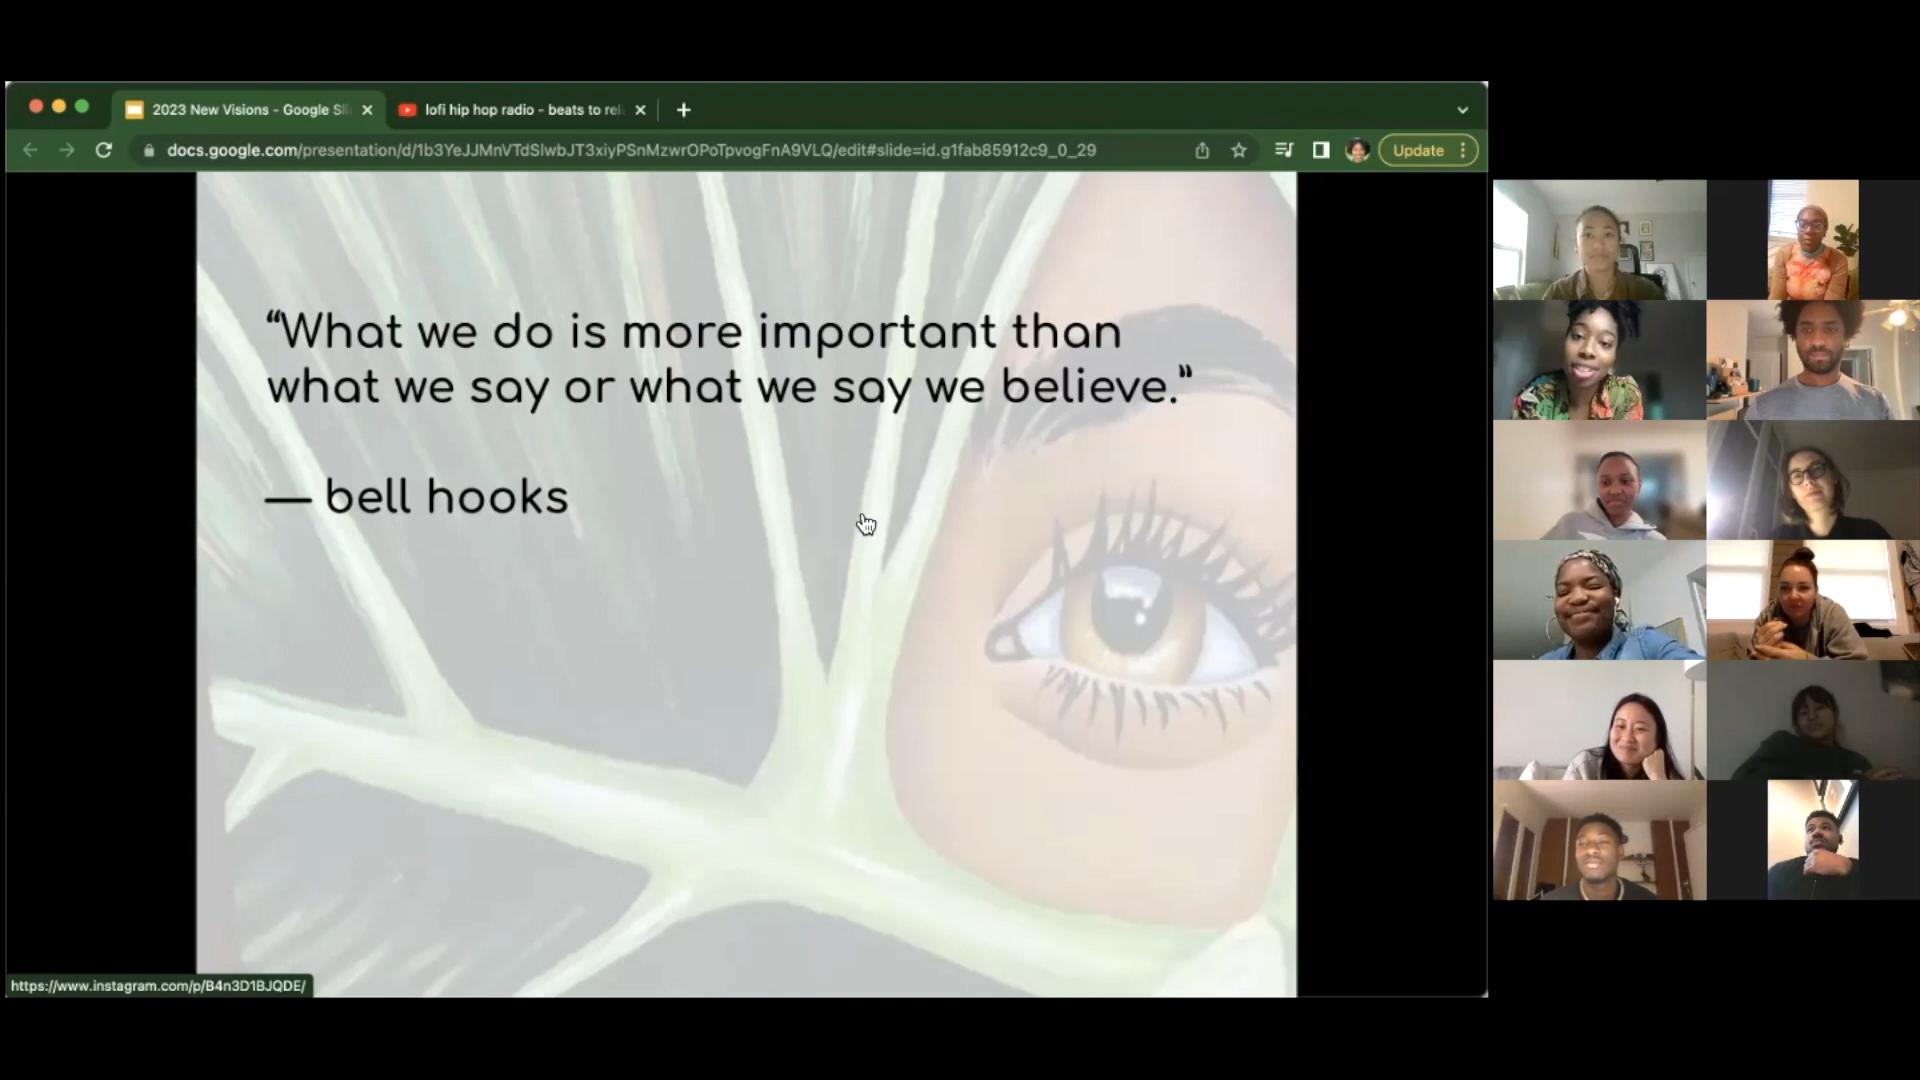 2023 New Visions - Google Sli
lofi hip hop radio - beats to rel
docs.google.com/presentation/d/1b3YeJJMnVTdSlwbJT3xiyPSnMzwrOPoTpvogFnA9VLQ/edit#slide=id.g1fab85912c9_0_29
Update
“What we do is more important than
what we say or what we say we believe.”
— bell hooks
https://www.instagram.com/p/B4n3D1BJQDE/